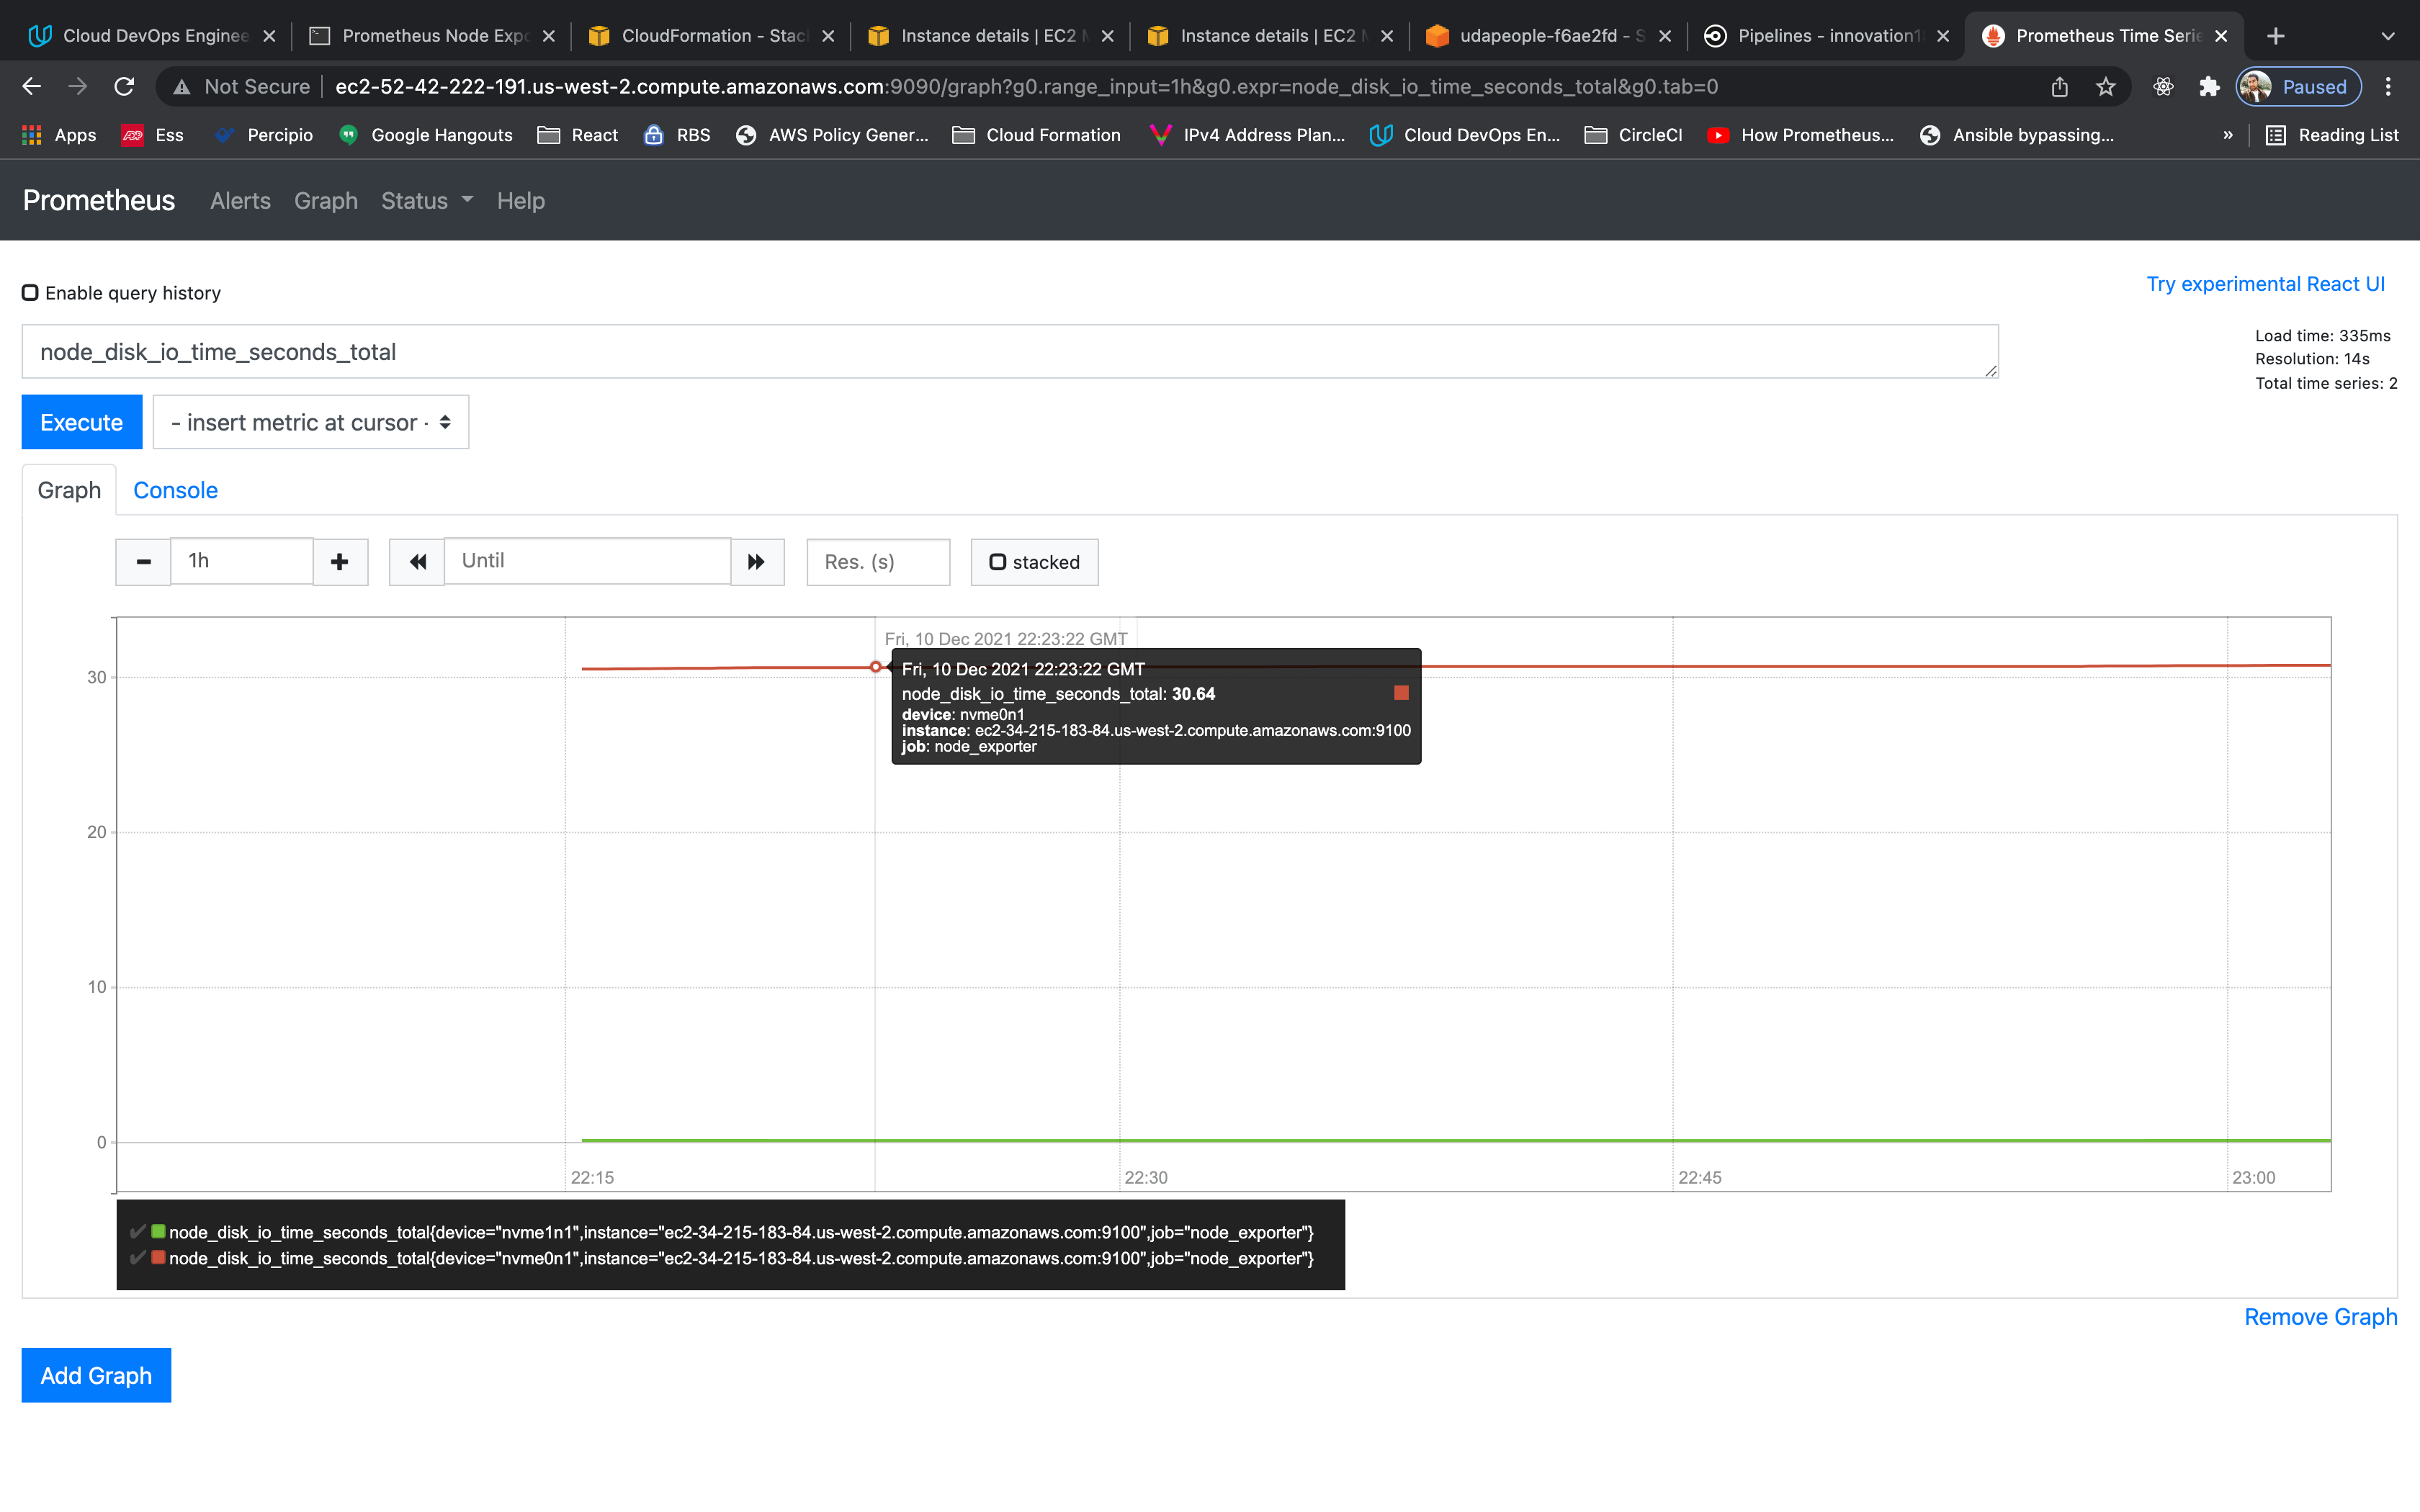 Cloud DevOps Enginee
Prometheus Node Expo
CloudFormation - Stac
Instance details | EC2 M
Instance details | EC2 M
udapeople-f6ae2fd - S
Pipelines - innovation1
Prometheus Time Serie
Not Secure
ec2-52-42-222-191.us-west-2.compute.amazonaws.com:9090/graph?g0.range_input=1h&g0.expr=node_disk_io_time_seconds_total&g0.tab=0
Paused
Apps
ADP
Ess
Percipio
Google Hangouts
React
RBS
AWS Policy Gener...
Cloud Formation
IPv4 Address Plan...
Cloud DevOps En...
CircleCI
How Prometheus...
Ansible bypassing...
»
Reading List
Prometheus
Alerts
Graph
Status
Help
Enable query history
Try experimental React UI
node_disk_io_time_seconds_total
Load time: 335ms
Resolution: 14s
Total time series: 2
Execute
- insert metric at cursor -
Graph
Console
1h
Until
Res. (s)
stacked
Fri, 10 Dec 2021 22:23:22 GMT
Fri, 10 Dec 2021 22:23:22 GMT
node_disk_io_time_seconds_total: 30.64
device: nvme0n1
instance: ec2-34-215-183-84.us-west-2.compute.amazonaws.com:9100
job: node_exporter
30
20
10
0
22:15
22:30
22:45
23:00
node_disk_io_time_seconds_total{device="nvme1n1",instance="ec2-34-215-183-84.us-west-2.compute.amazonaws.com:9100",job="node_exporter"}
node_disk_io_time_seconds_total{device="nvme0n1",instance="ec2-34-215-183-84.us-west-2.compute.amazonaws.com:9100",job="node_exporter"}
Remove Graph
Add Graph